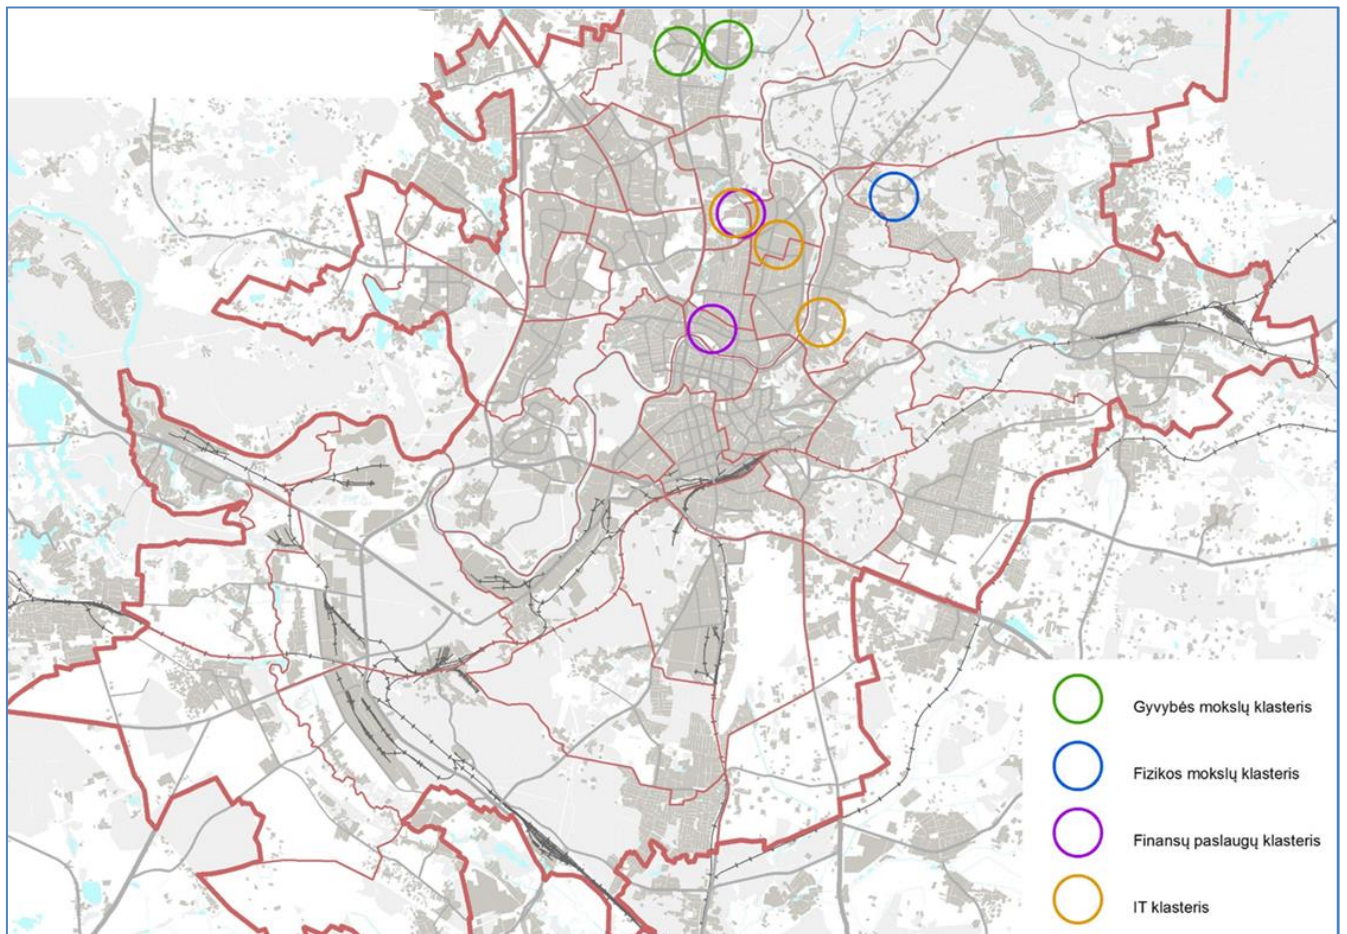 Gyvybės mokslų klasteris
Fizikos mokslų klasteris
Finansų paslaugų klasteris
IT klasteris